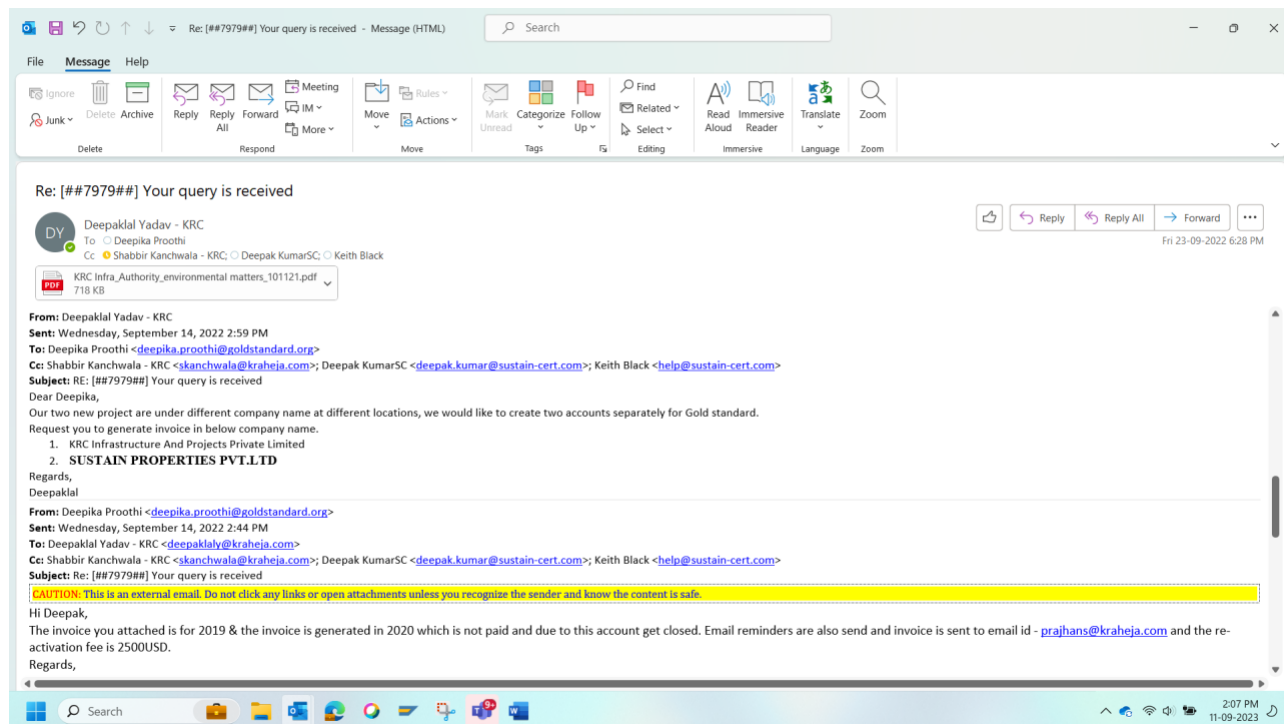 Re: [##7979##] Your query is received - Message (HTML)
Search
File Message Help
Ignore
Junk
Delete
Archive
Reply
Reply All
Forward
Meeting
IM
More
Move
Rules
Actions
Mark Unread
Categorize
Follow Up
Find
Related
Select
Read Aloud
Immersive Reader
Translate
Zoom
Delete Respond Move Tags Editing Immersive Language Zoom
Re: [##7979##] Your query is received
DY
Deepaklal Yadav - KRC
To Deepika Proothi
Cc Shabbir Kanchwala - KRC; Deepak KumarSC; Keith Black
Reply Reply All Forward
Fri 23-09-2022 6:28 PM
PDF
KRC Infra_Authority_environmental matters_101121.pdf
718 KB
From: Deepaklal Yadav - KRC
Sent: Wednesday, September 14, 2022 2:59 PM
To: Deepika Proothi <deepika.proothi@goldstandard.org>
Cc: Shabbir Kanchwala - KRC <skanchwala@kraheja.com>; Deepak KumarSC <deepak.kumar@sustain-cert.com>; Keith Black <help@sustain-cert.com>
Subject: RE: [##7979##] Your query is received
Dear Deepika,
Our two new project are under different company name at different locations, we would like to create two accounts separately for Gold standard.
Request you to generate invoice in below company name.
1. KRC Infrastructure And Projects Private Limited
2. SUSTAIN PROPERTIES PVT.LTD
Regards,
Deepaklal
From: Deepika Proothi <deepika.proothi@goldstandard.org>
Sent: Wednesday, September 14, 2022 2:44 PM
To: Deepaklal Yadav - KRC <deepaklaly@kraheja.com>
Cc: Shabbir Kanchwala - KRC <skanchwala@kraheja.com>; Deepak KumarSC <deepak.kumar@sustain-cert.com>; Keith Black <help@sustain-cert.com>
Subject: Re: [##7979##] Your query is received
CAUTION: This is an external email. Do not click any links or open attachments unless you recognize the sender and know the content is safe.
Hi Deepak,
The invoice you attached is for 2019 & the invoice is generated in 2020 which is not paid and due to this account get closed. Email reminders are also send and invoice is sent to email id - prajhans@kraheja.com and the re-
activation fee is 2500USD.
Regards,
Search
9+
2:07 PM
11-09-2023